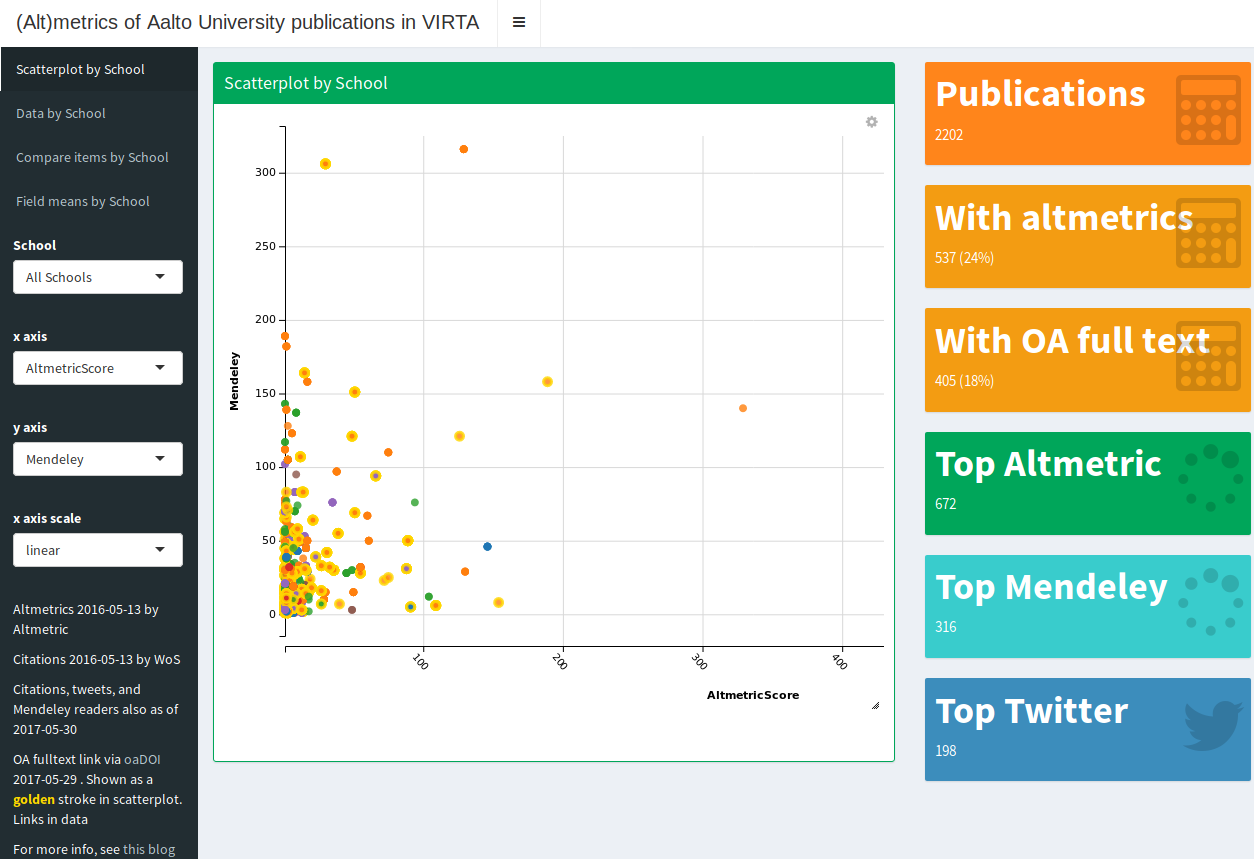 (Alt)metrics of Aalto University publications in VIRTA
Scatterplot by School
Data by School
Compare items by School
Field means by School
School
All Schools
x axis
AltmetricScore
y axis
Mendeley
x axis scale
linear
Altmetrics 2016-05-13 by
Altmetric
Citations 2016-05-13 by WoS
Citations, tweets, and
Mendeley readers also as of
2017-05-30
OA fulltext link via oaDOI
2017-05-29 . Shown as a
golden stroke in scatterplot.
Links in data
For more info, see this blog
Scatterplot by School
300
250
200
150
100
50
0
Mendeley
100
200
300
400
AltmetricScore
Publications
2202
With altmetrics
537 (24%)
With OA full text
405 (18%)
Top Altmetric
672
Top Mendeley
316
Top Twitter
198